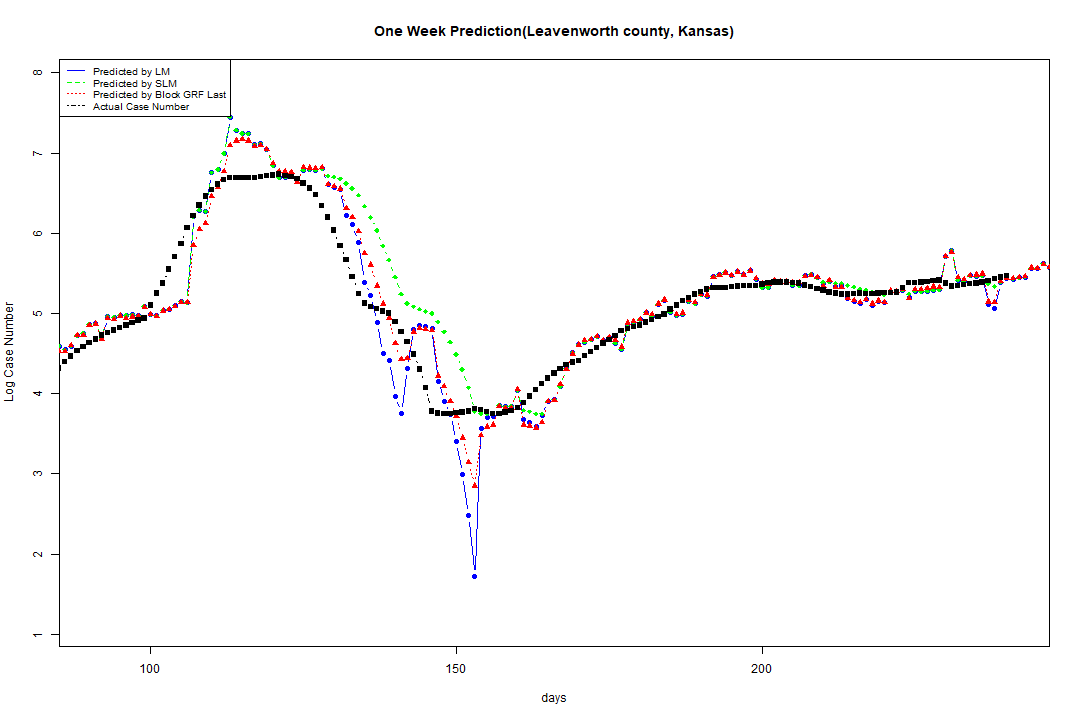 One Week Prediction(Leavenworth county, Kansas)
Predicted by LM
Predicted by SLM
Predicted by Block GRF Last
Actual Case Number
Log Case Number
8
7
6
5
4
3
2
1
100
150
200
days